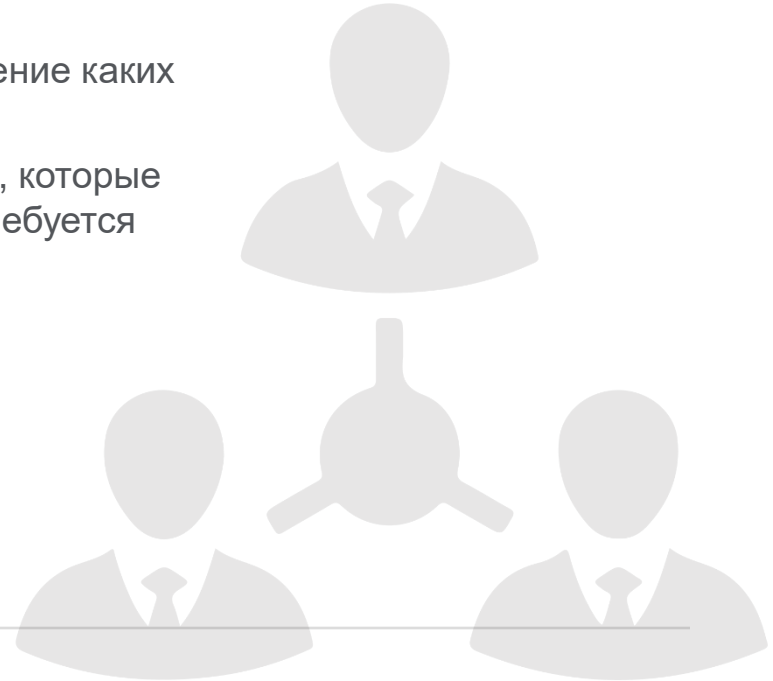 ение каких
, которые
ебуется